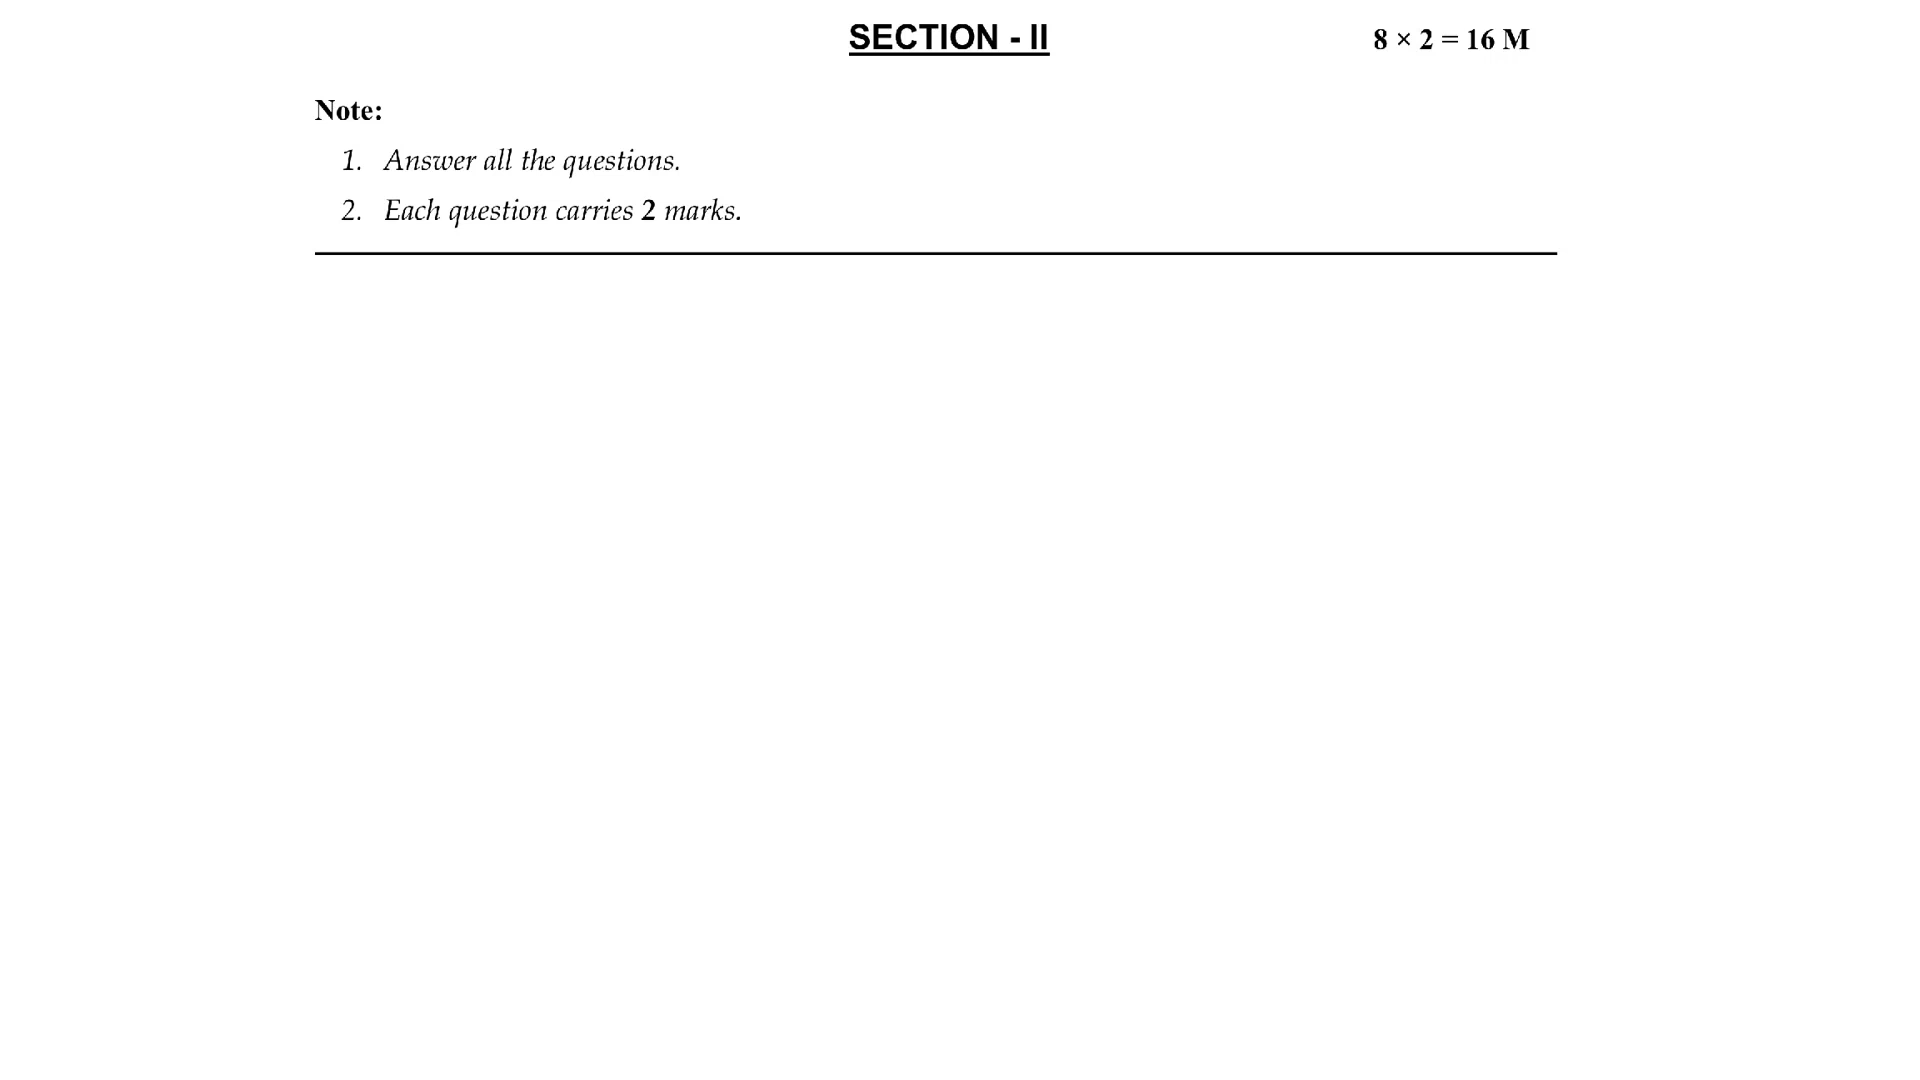 SECTION - II
8 × 2 = 16 M
Note:
1. Answer all the questions.
2. Each question carries 2 marks.